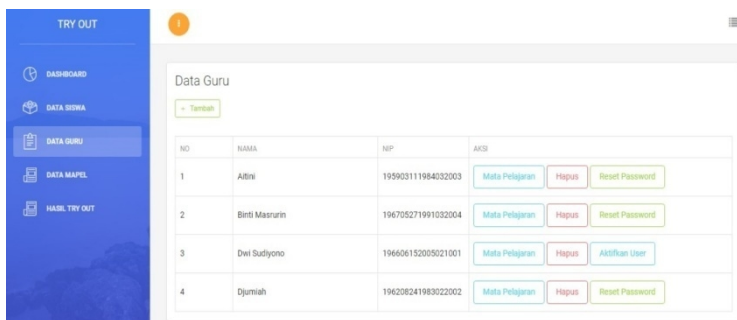 TRY OUT
DASHBOARD
DATA SISWA
DATA GURU
DATA MAPEL
HASIL TRY OUT
Data Guru
Tambah
NO NAMA NIP AKSI
1 Altini 195903111984032003 Mata Pelajaran Hapus Reset Password
2 Binti Masrurin 196705271991032004 Mata Pelajaran Hapus Reset Password
3 Dwi Sudiyono 196606152005021001 Mata Pelajaran Hapus Aktifkan User
4 Djumiah 196208241983022002 Mata Pelajaran Hapus Reset Password